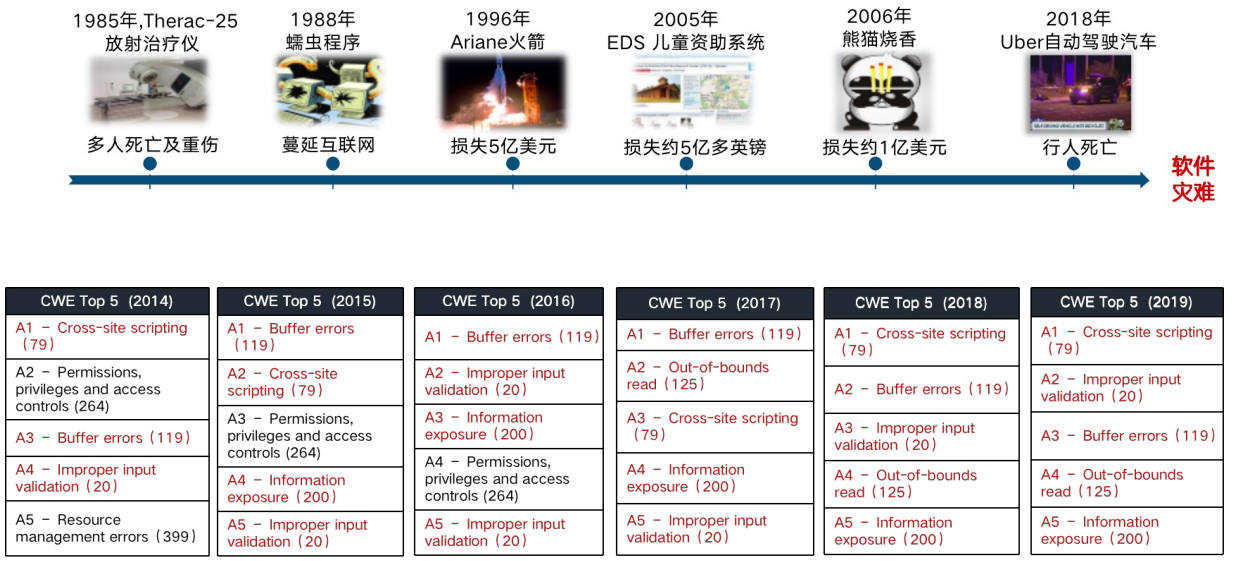 1985年,Therac-25
放射治疗仪
多人死亡及重伤
1988年
蠕虫程序
蔓延互联网
1996年
Ariane火箭
损失5亿美元
2005年
EDS 儿童资助系统
损失约5亿多英镑
2006年
熊猫烧香
损失约1亿美元
2018年
Uber自动驾驶汽车
行人死亡
软件
灾难
CWE Top 5 (2014)
A1 - Cross-site scripting
(79)
A2 - Permissions,
privileges and access
controls (264)
A3 - Buffer errors (119)
A4 - Improper input
validation (20)
A5 - Resource
management errors (399)
CWE Top 5 (2015)
A1 - Buffer errors
(119)
A2 - Cross-site
scripting (79)
A3 - Permissions,
privileges and access
controls (264)
A4 - Information
exposure (200)
A5 - Improper input
validation (20)
CWE Top 5 (2016)
A1 - Buffer errors (119)
A2 - Improper input
validation (20)
A3 - Information
exposure (200)
A4 - Permissions,
privileges and access
controls (264)
A5 - Improper input
validation (20)
CWE Top 5 (2017)
A1 - Buffer errors (119)
A2 - Out-of-bounds
read (125)
A3 - Cross-site scripting
(79)
A4 - Information
exposure (200)
A5 - Improper input
validation (20)
CWE Top 5 (2018)
A1 - Cross-site scripting
(79)
A2 - Buffer errors (119)
A3 - Improper input
validation (20)
A4 - Out-of-bounds
read (125)
A5 - Information
exposure (200)
CWE Top 5 (2019)
A1 - Cross-site scripting
(79)
A2 - Improper input
validation (20)
A3 - Buffer errors (119)
A4 - Out-of-bounds
read (125)
A5 - Information
exposure (200)